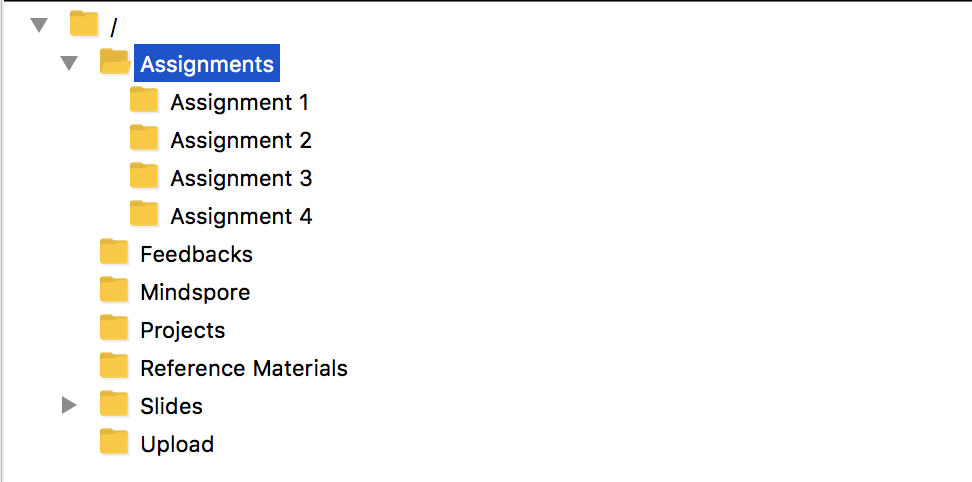 /
Assignments
Assignment 1
Assignment 2
Assignment 3
Assignment 4
Feedbacks
Mindspore
Projects
Reference Materials
Slides
Upload